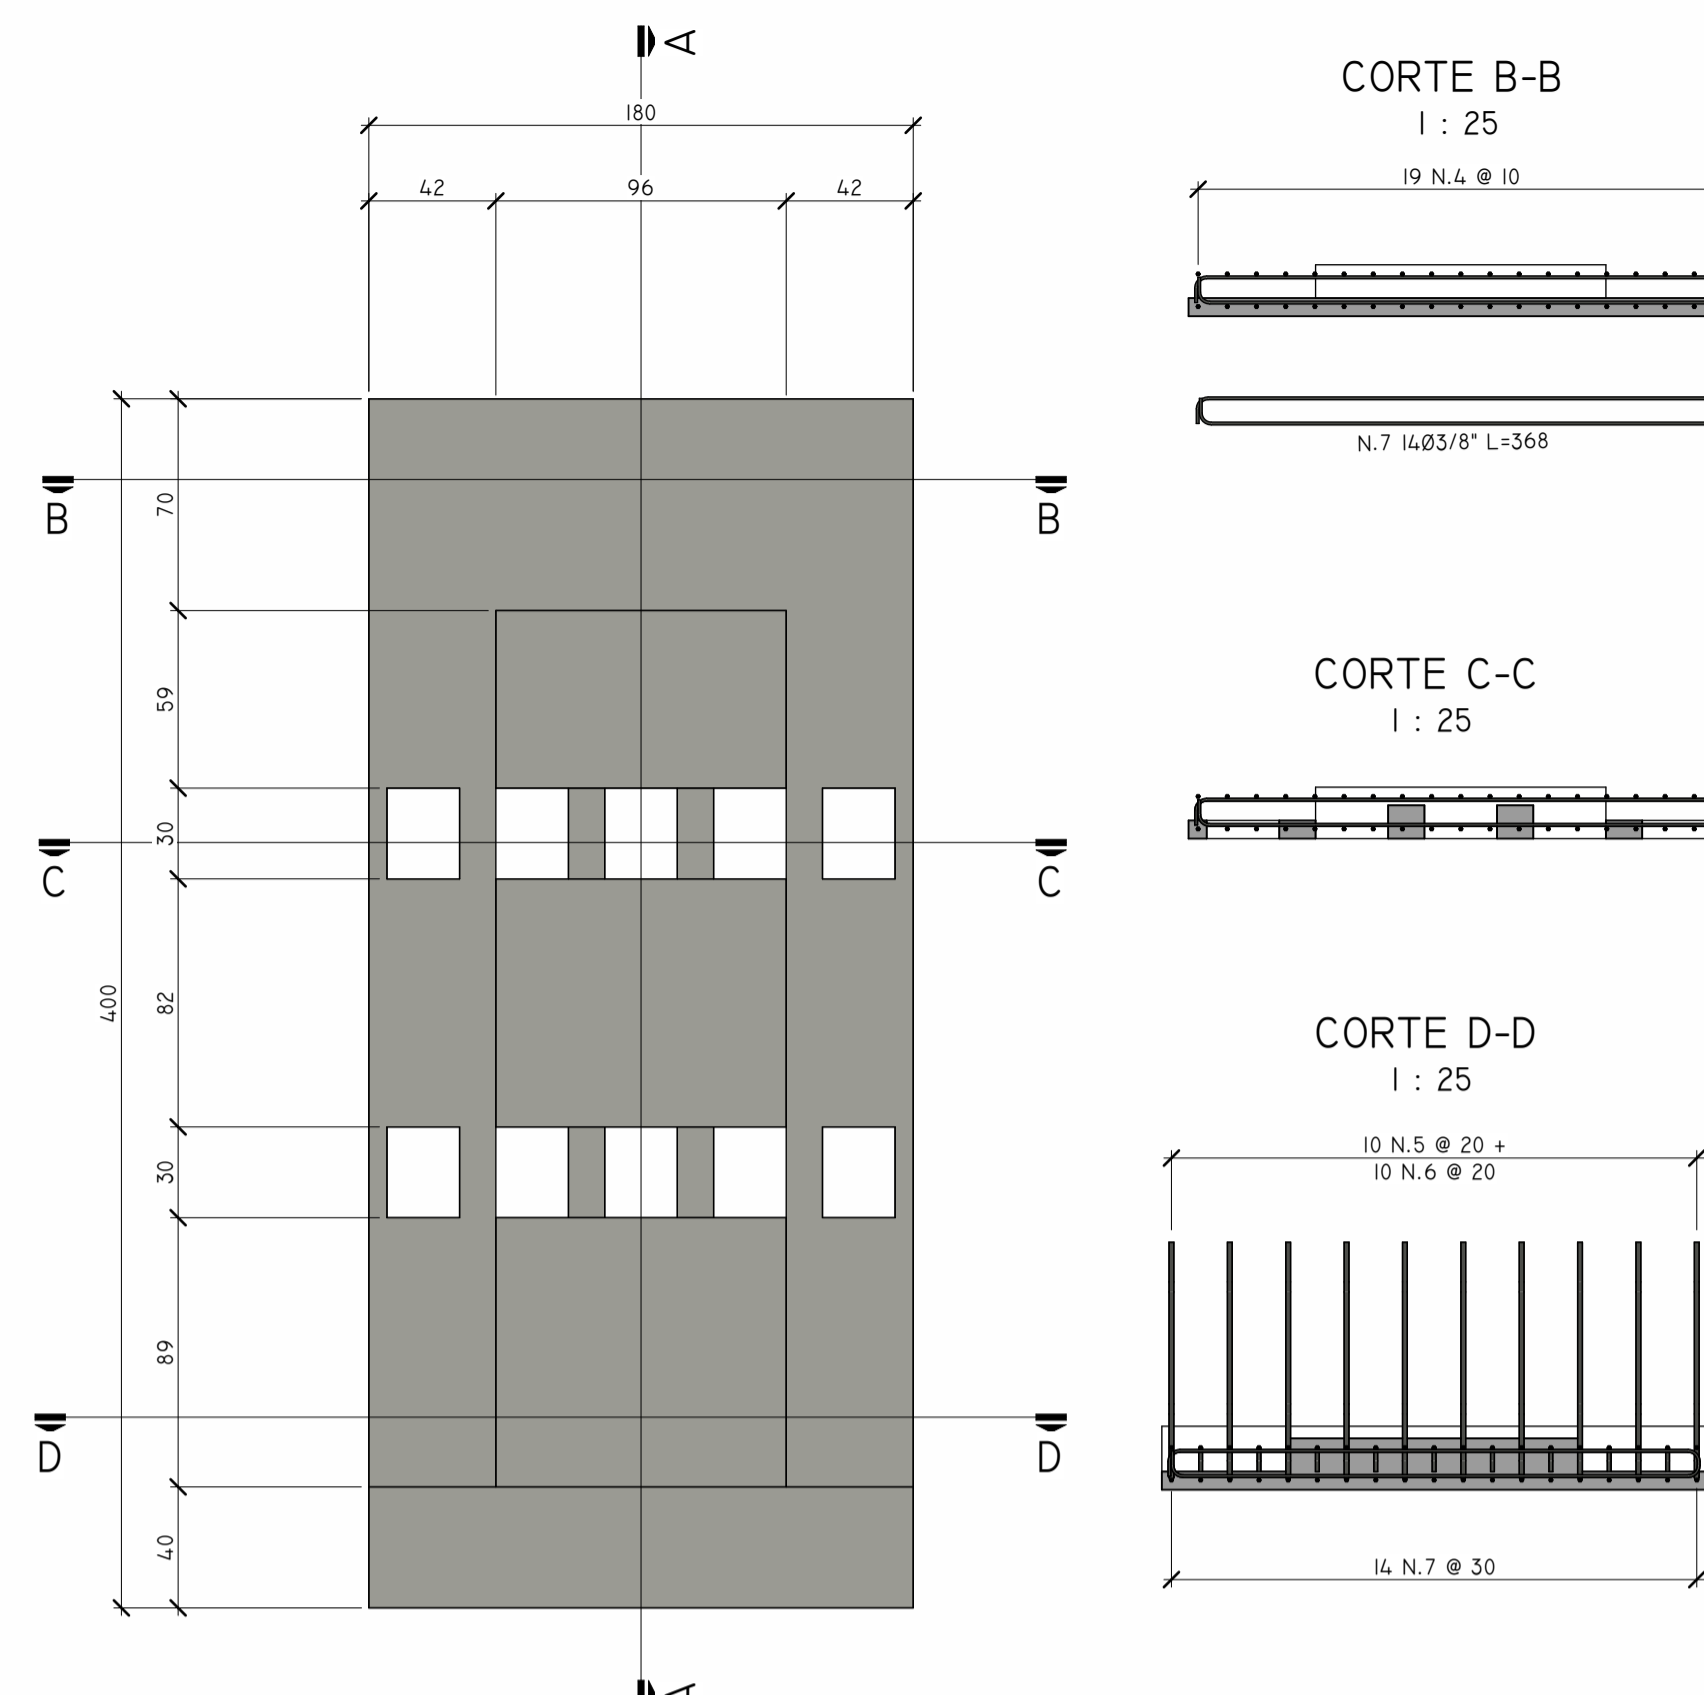 A
180
42
96
42
400
70
59
30
82
30
89
40
B
B
C
C
D
D
A
CORTE B-B
1 : 25
19 N.4 @ 10
N.7 14Ø3/8" L=368
CORTE C-C
1 : 25
CORTE D-D
1 : 25
10 N.5 @ 20 +
10 N.6 @ 20
14 N.7 @ 30